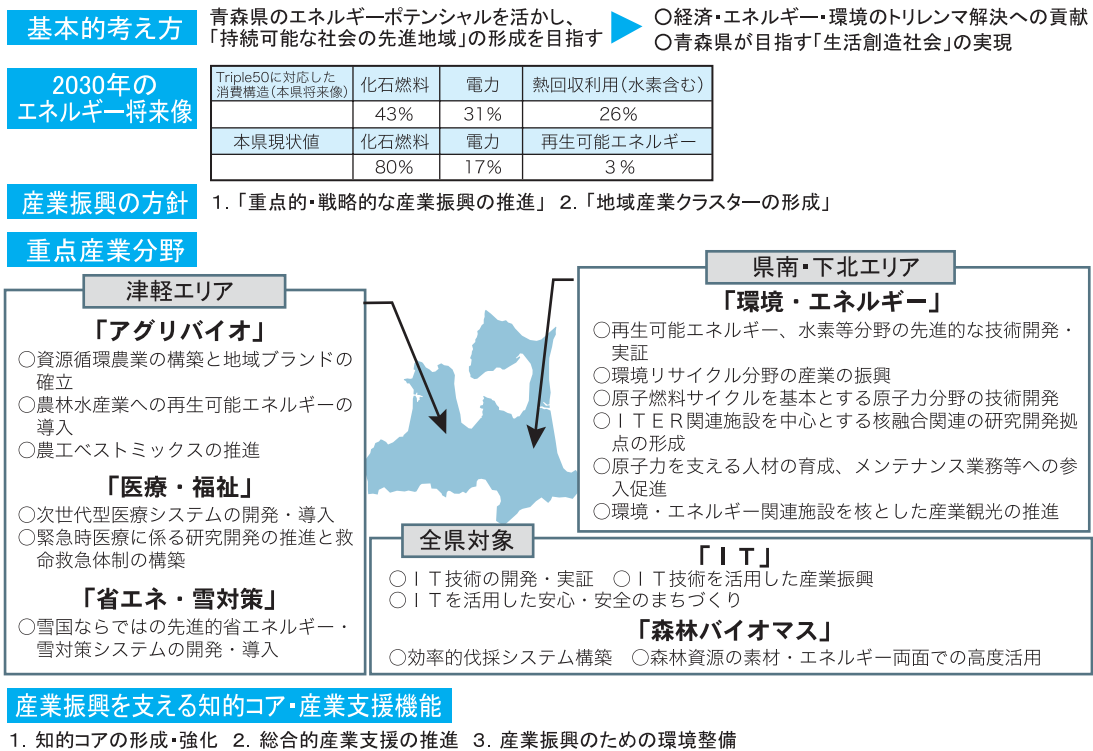 基本的考え方
青森県のエネルギーポテンシャルを活かし、
「持続可能な社会の先進地域」の形成を目指す
○経済・エネルギー・環境のトリレンマ解決への貢献
○青森県が目指す「生活創造社会」の実現
2030年の
エネルギー将来像
Triple50に対応した
消費構造(本県将来像) 化石燃料 電力 熱回収利用(水素含む)
43% 31% 26%
本県現状値 化石燃料 電力 再生可能エネルギー
80% 17% 3%
産業振興の方針
1. 「重点的・戦略的な産業振興の推進」 2. 「地域産業クラスターの形成」
重点産業分野
津軽エリア
「アグリバイオ」
○資源循環農業の構築と地域ブランドの
確立
○農林水産業への再生可能エネルギーの
導入
○農工ベストミックスの推進
「医療・福祉」
○次世代型医療システムの開発・導入
○緊急時医療に係る研究開発の推進と救
命救急体制の構築
「省エネ・雪対策」
○雪国ならではの先進的省エネルギー・
雪対策システムの開発・導入
県南・下北エリア
「環境・エネルギー」
○再生可能エネルギー、水素等分野の先進的な技術開発・
実証
○環境リサイクル分野の産業の振興
○原子燃料サイクルを基本とする原子力分野の技術開発
○ITER関連施設を中心とする核融合関連の研究開発拠
点の形成
○原子力を支える人材の育成、メンテナンス業務等への参
入促進
○環境・エネルギー関連施設を核とした産業観光の推進
全県対象
「IT」
○IT技術の開発・実証 ○IT技術を活用した産業振興
○ITを活用した安心・安全のまちづくり
「森林バイオマス」
○効率的伐採システム構築 ○森林資源の素材・エネルギー両面での高度活用
産業振興を支える知的コア・産業支援機能
1. 知的コアの形成・強化 2. 総合的産業支援の推進 3. 産業振興のための環境整備